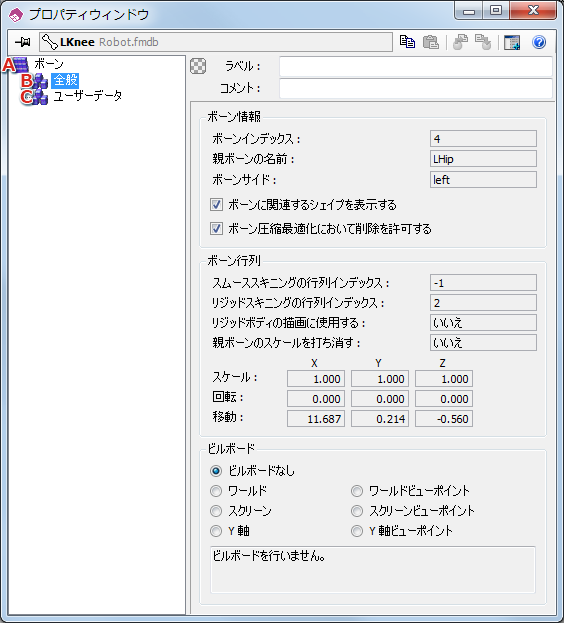 プロパティウィンドウ
LKnee Robot.fmdb
A ボーン
B 全般
C ユーザーデータ
ラベル :
コメント :
ボーン情報
ボーンインデックス : 4
親ボーンの名前 : LHip
ボーンサイド : left
ボーンに関連するシェイプを表示する
ボーン圧縮最適化において削除を許可する
ボーン行列
スムーススキニングの行列インデックス : -1
リジッドスキニングの行列インデックス : 2
リジッドボディの描画に使用する : いいえ
親ボーンのスケールを打ち消す : いいえ
X Y Z
スケール : 1.000 1.000 1.000
回転 : 0.000 0.000 0.000
移動 : 11.687 0.214 -0.560
ビルボード
ビルボードなし
ワールド ワールドビューポイント
スクリーン スクリーンビューポイント
Y 軸 Y 軸ビューポイント
ビルボードを行いません。